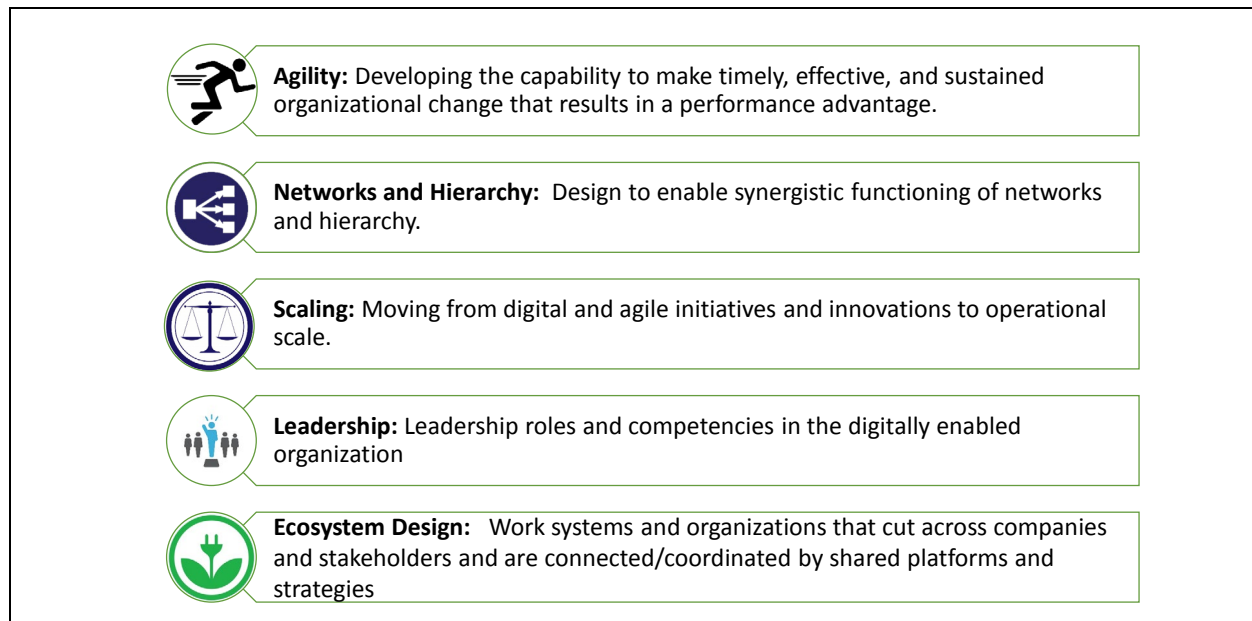 Agility: Developing the capability to make timely, effective, and sustained
organizational change that results in a performance advantage.
Networks and Hierarchy:  Design to enable synergistic functioning of networks
and hierarchy.
Scaling: Moving from digital and agile initiatives and innovations to operational
scale.
Leadership: Leadership roles and competencies in the digitally enabled
organization
Ecosystem Design:   Work systems and organizations that cut across companies
and stakeholders and are connected/coordinated by shared platforms and
strategies